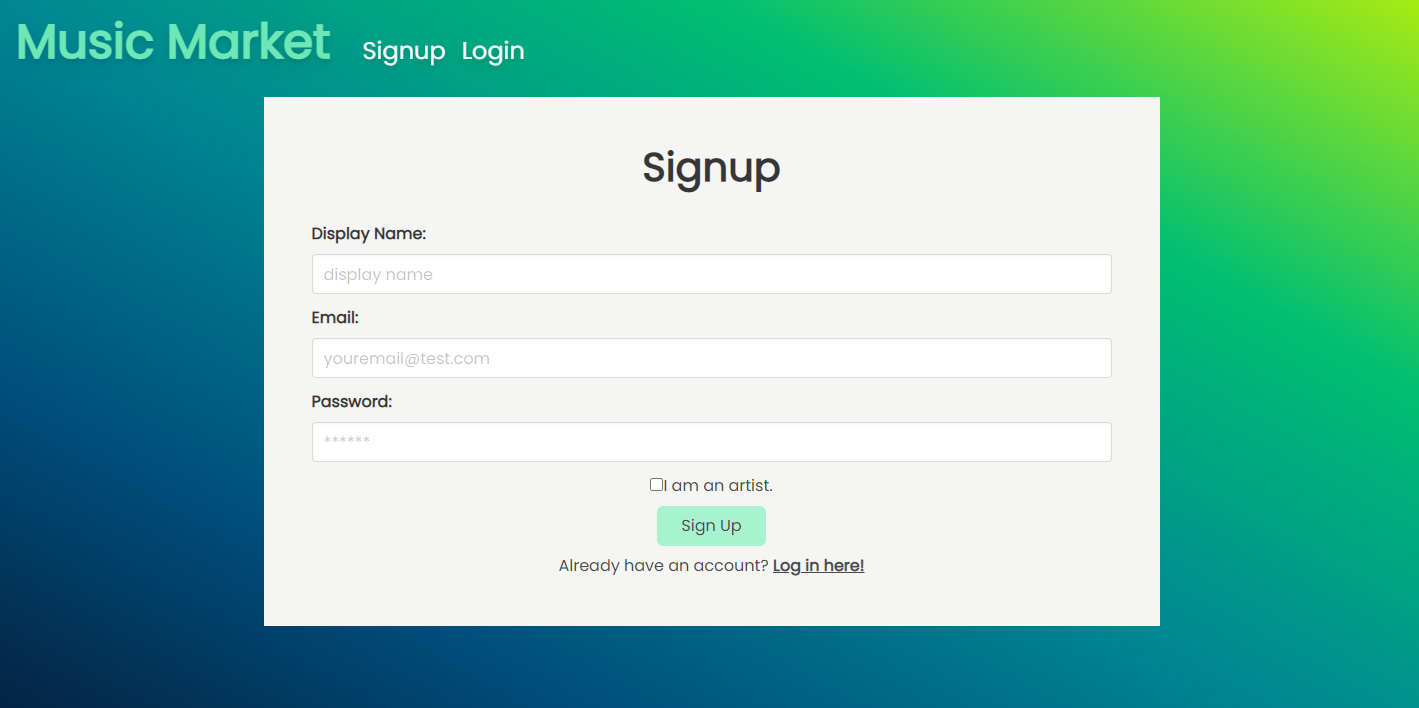 Music Market Signup Login
Signup
Display Name:
display name
Email:
youremail@test.com
Password:
******
I am an artist.
Sign Up
Already have an account? Log in here!